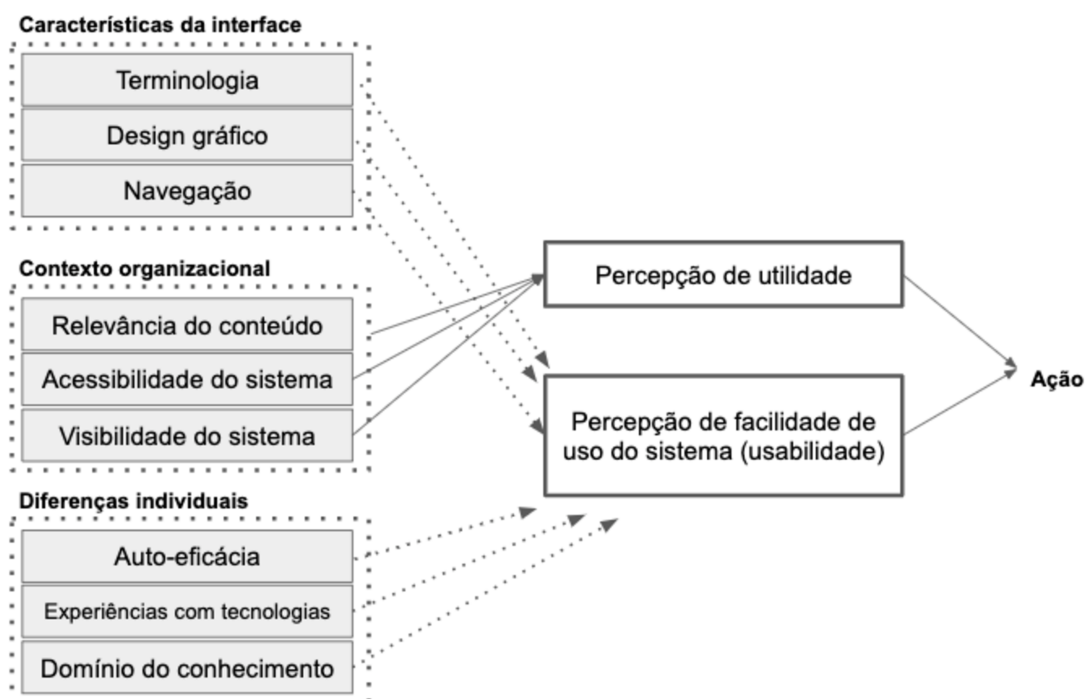 Características da interface
Terminologia
Design gráfico
Navegação
Contexto organizacional
Relevância do conteúdo
Acessibilidade do sistema
Visibilidade do sistema
Diferenças individuais
Auto-eficácia
Experiências com tecnologias
Domínio do conhecimento
Percepção de utilidade
Percepção de facilidade de
uso do sistema (usabilidade)
Ação